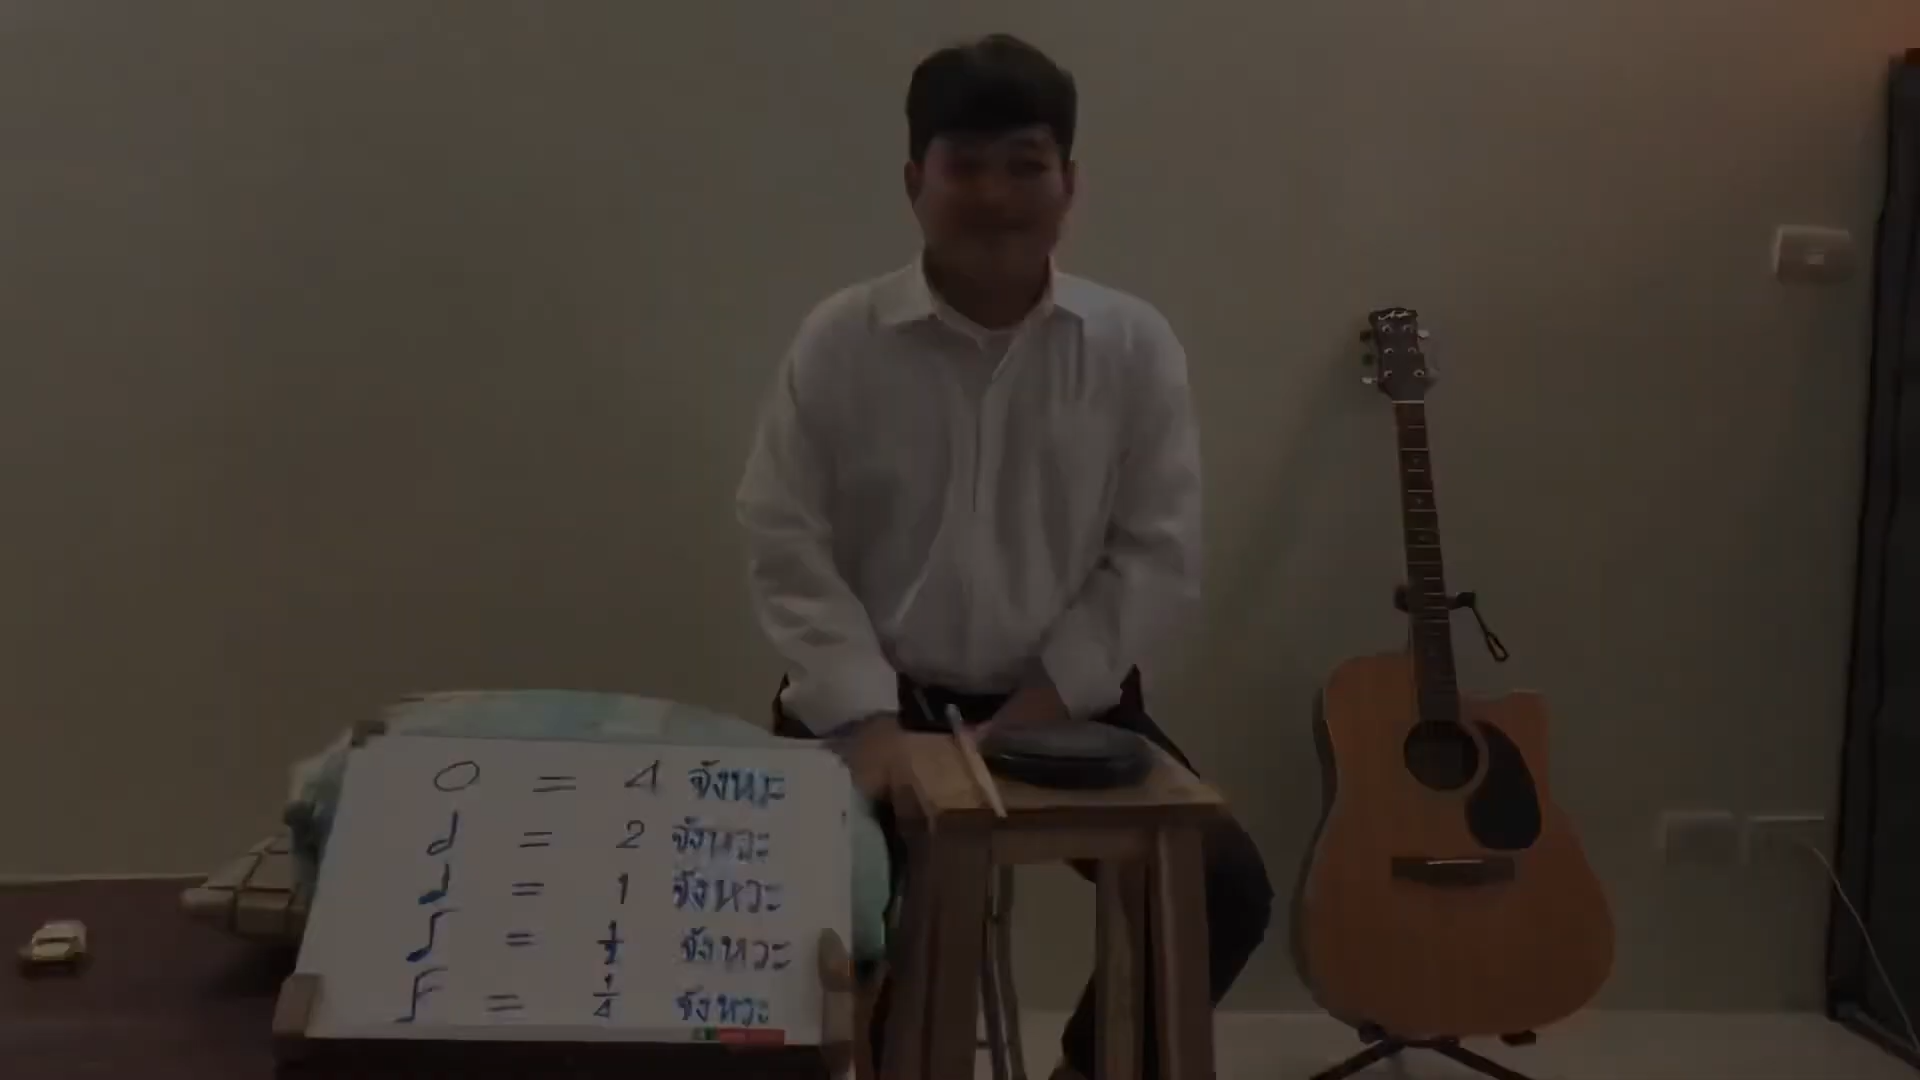 = 4 จังหวะ
= 2 จังหวะ
= 1 จังหวะ
= 1/2 จังหวะ
= 1/4 จังหวะ